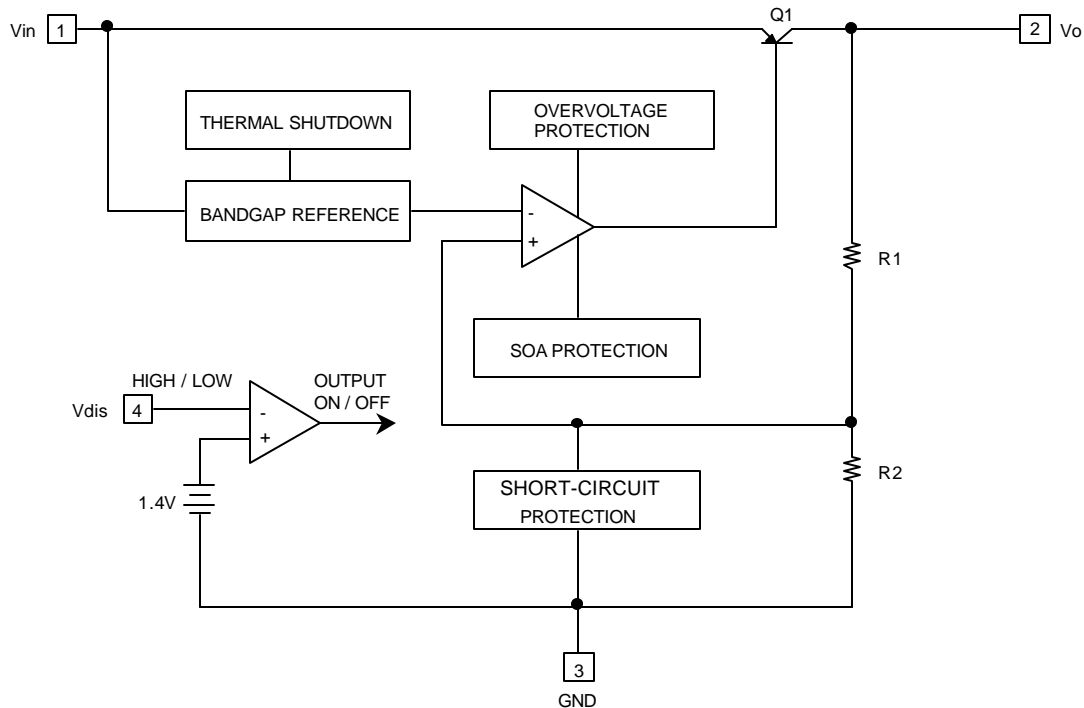 Q1
Vin 1
2 Vo
THERMAL SHUTDOWN
OVERVOLTAGE
PROTECTION
BANDGAP REFERENCE
-
+
R1
SOA PROTECTION
HIGH / LOW
OUTPUT
ON / OFF
Vdis 4
-
+
1.4V
R2
SHORT-CIRCUIT
PROTECTION
3
GND